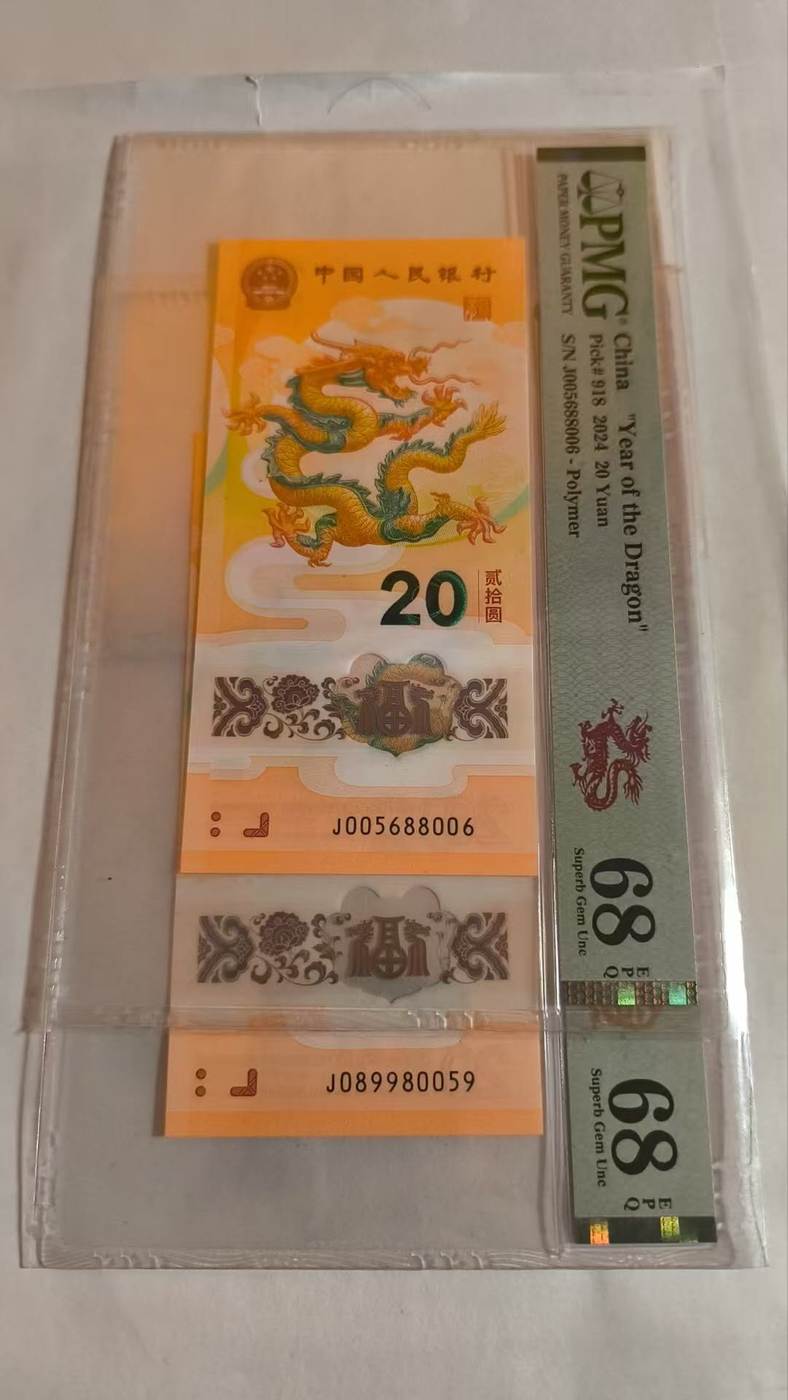 中国人民银行
福
20
贰拾圆
福
J005688006
福
J089980059
PMG®
PAPER MONEY GUARANTY
China "Year of the Dragon"
Pick# 918 2024 20 Yuan
S/N J005688006 - Polymer
68 EPQ
Superb Gem Unc
68 EPQ
Superb Gem Unc